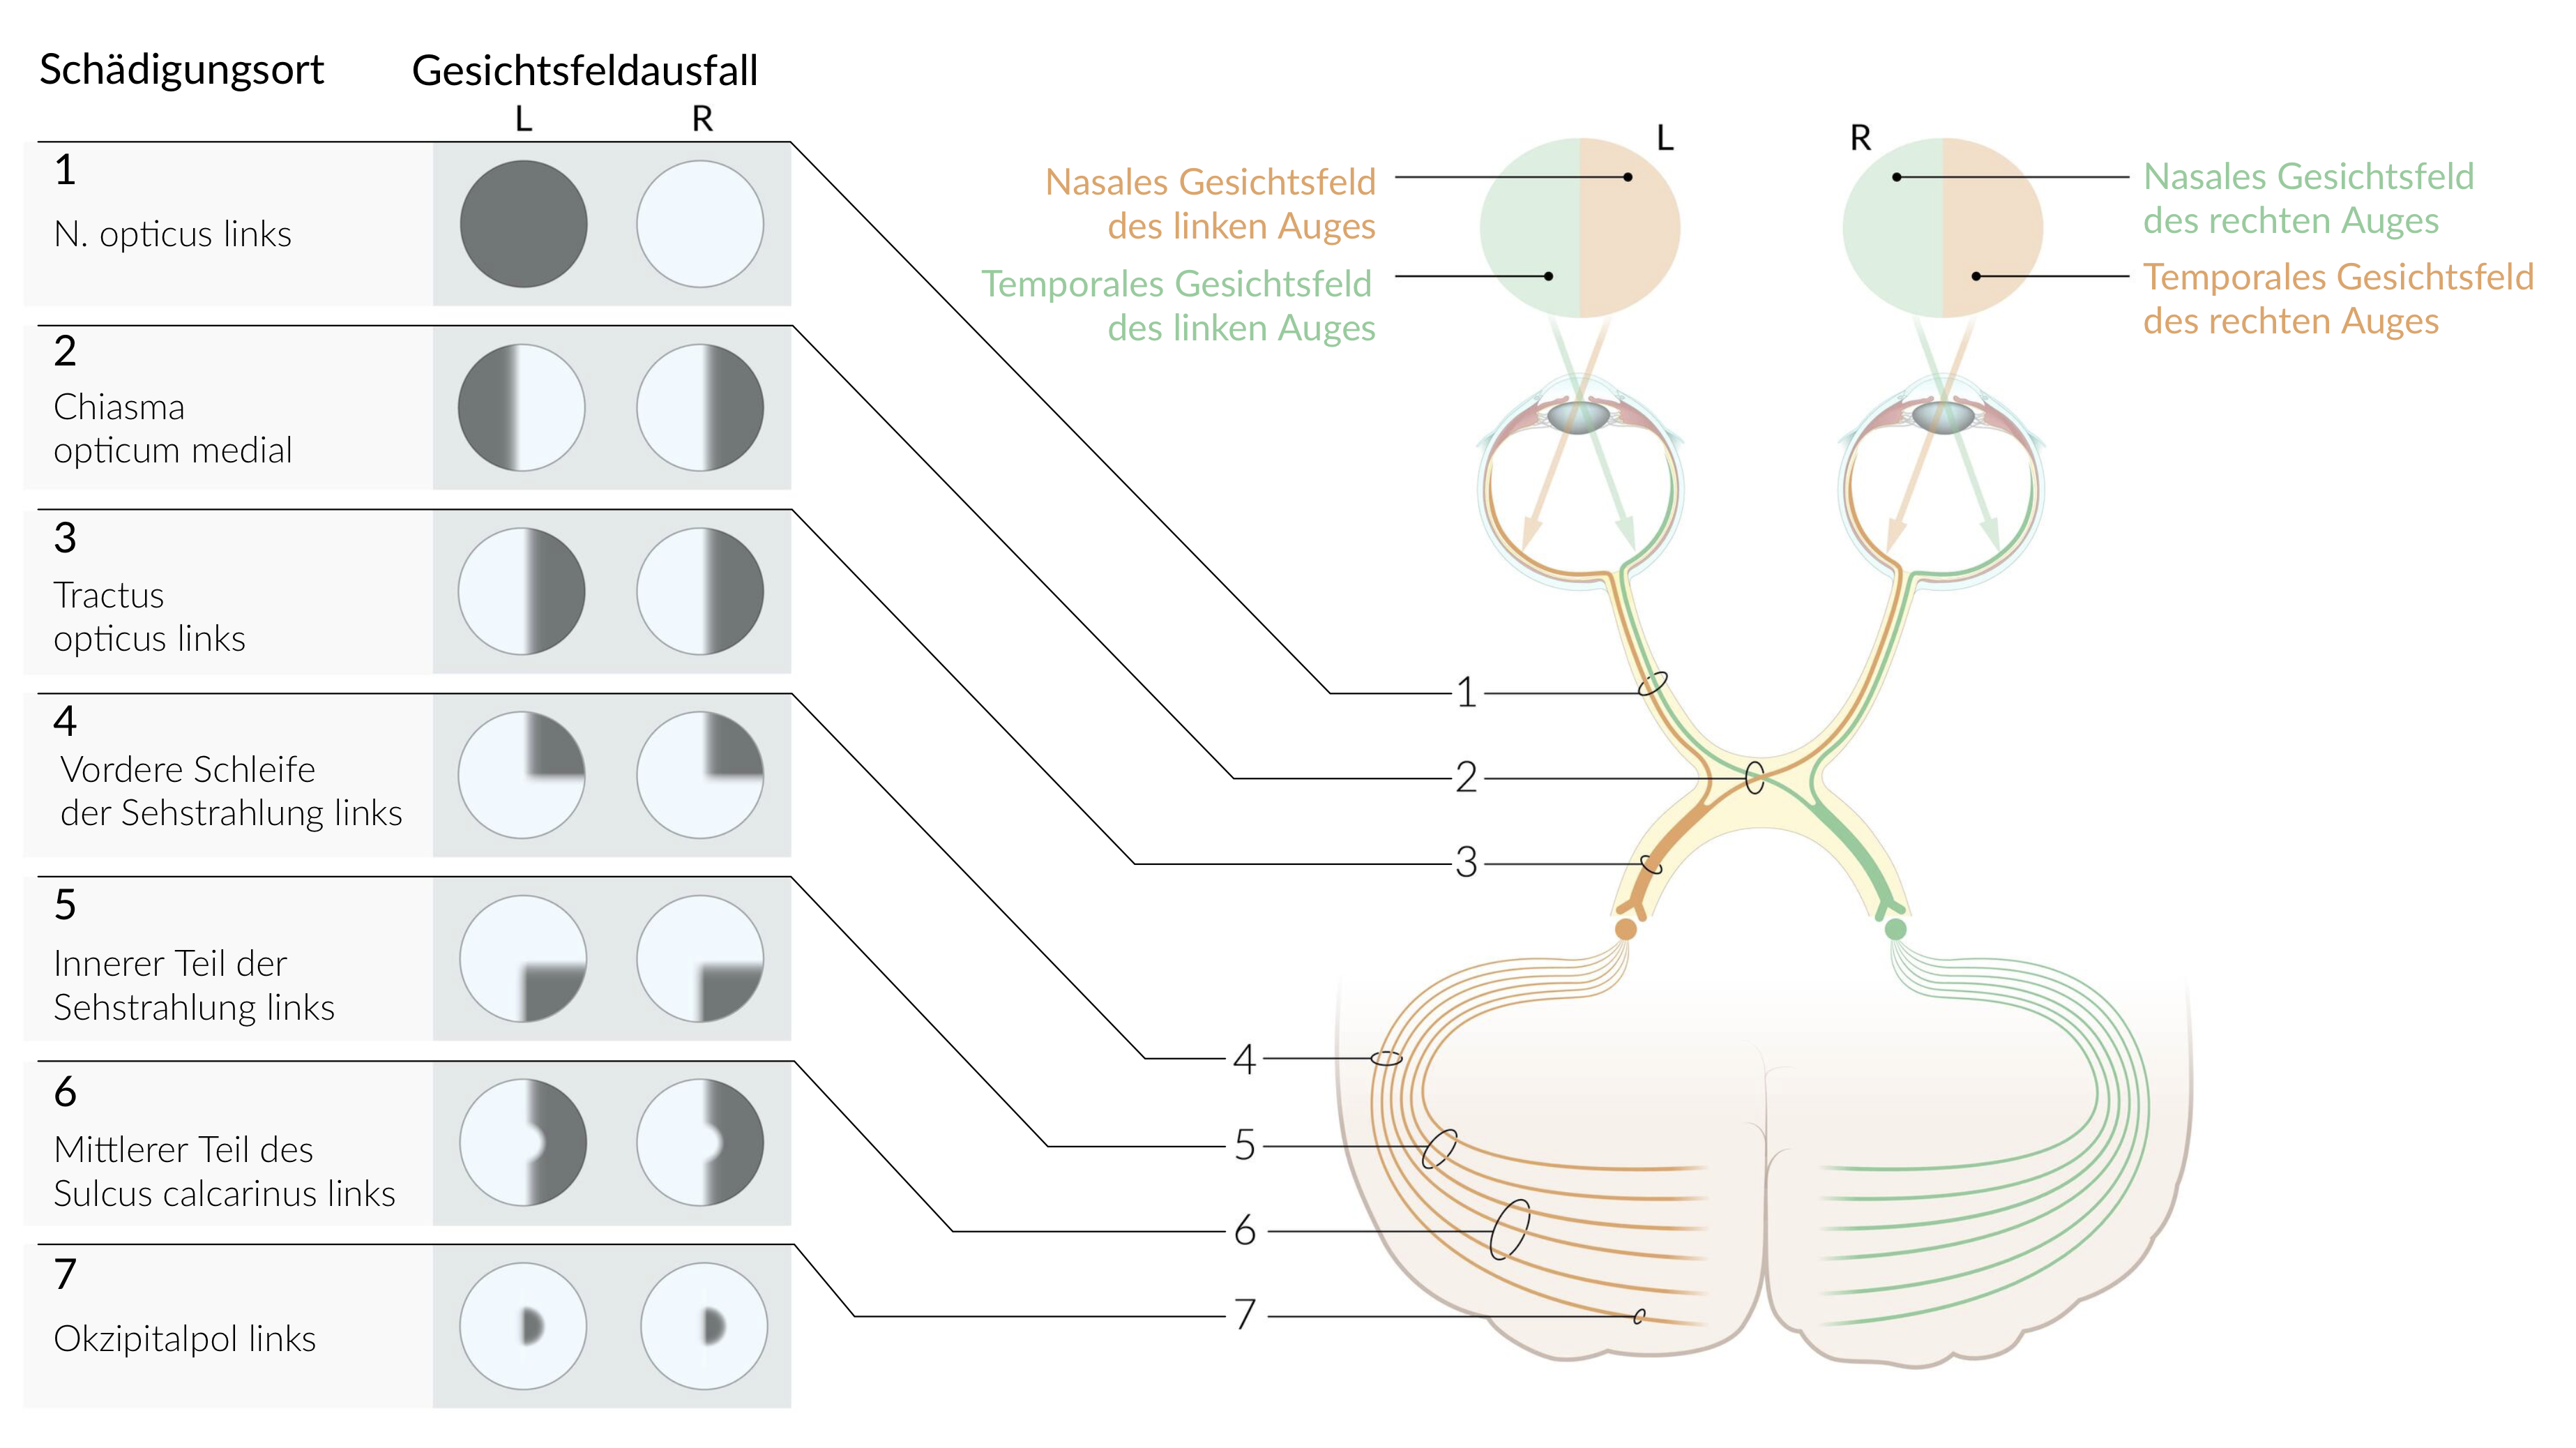 Schädigungsort
Gesichtsfeldausfall
L
R
1
N. opticus links
2
Chiasma
opticum medial
3
Tractus
opticus links
4
Vordere Schleife
der Sehstrahlung links
5
Innerer Teil der
Sehstrahlung links
6
Mittlerer Teil des
Sulcus calcarinus links
7
Okzipitalpol links
L
R
Nasales Gesichtsfeld
des linken Auges
Temporales Gesichtsfeld
des linken Auges
Nasales Gesichtsfeld
des rechten Auges
Temporales Gesichtsfeld
des rechten Auges
1
2
3
4
5
6
7